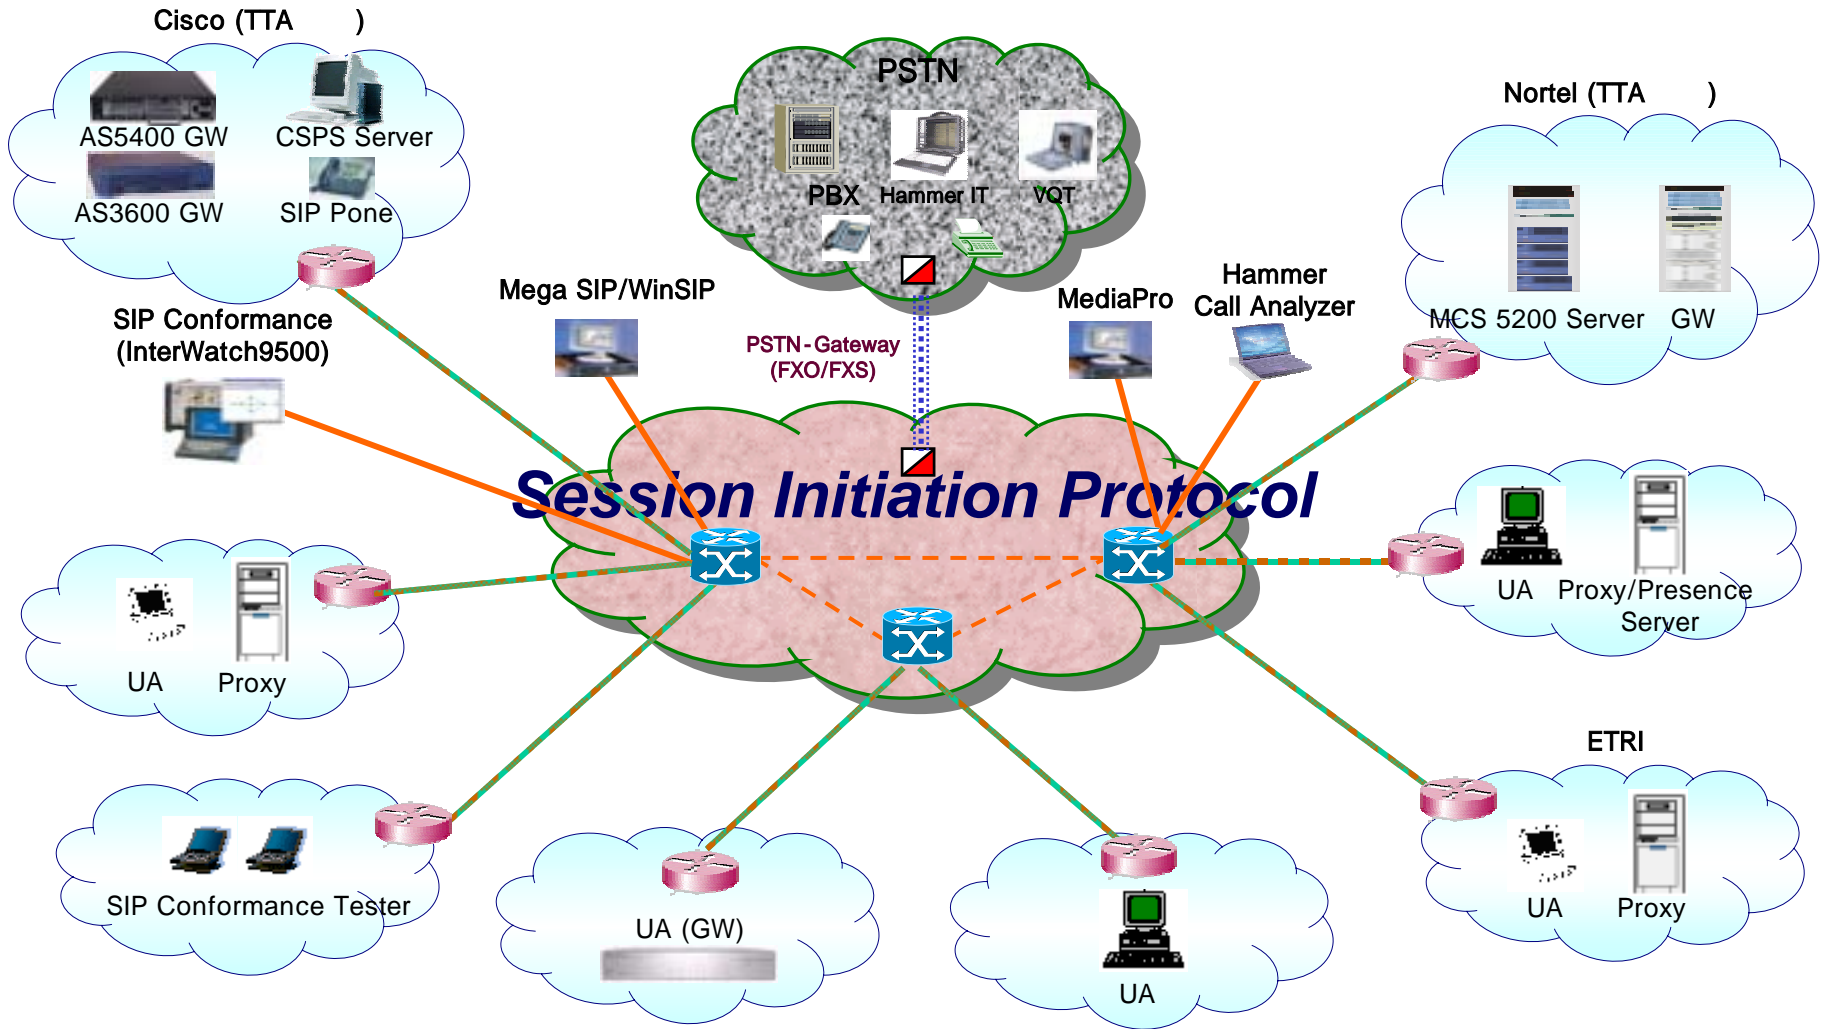 Cisco (TTA )
AS5400 GW
CSPS Server
AS3600 GW
SIP Pone
PSTN
PBX
Hammer IT
VQT
Nortel (TTA )
MCS 5200 Server
GW
SIP Conformance
(InterWatch9500)
Mega SIP/WinSIP
PSTN-Gateway
(FXO/FXS)
MediaPro
Hammer
Call Analyzer
Session Initiation Protocol
UA
Proxy
UA
Proxy/Presence
Server
SIP Conformance Tester
UA (GW)
UA
ETRI
UA
Proxy